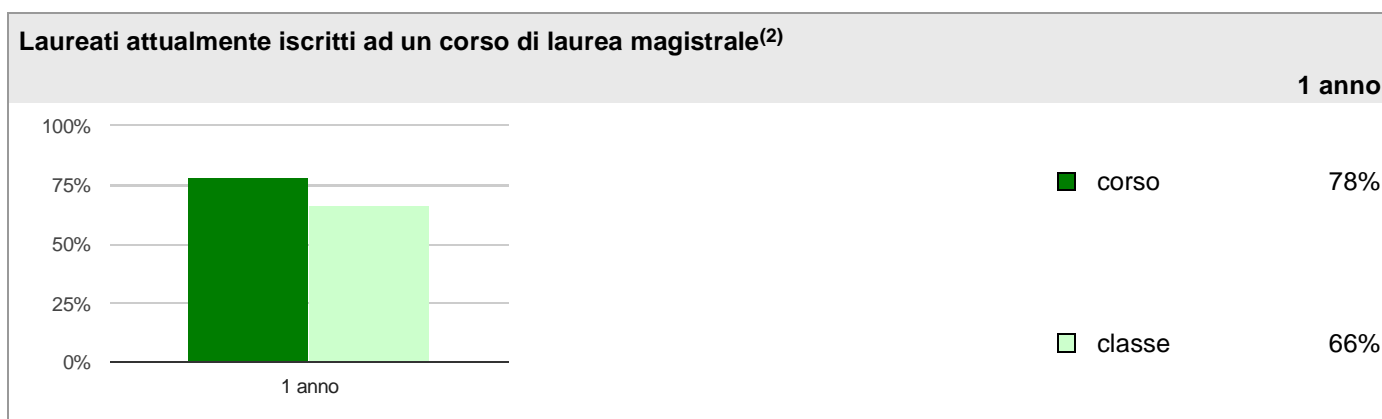 Laureati attualmente iscritti ad un corso di laurea magistrale(2)
1 anno
100%
75%
50%
25%
0%
1 anno
corso 78%
classe 66%